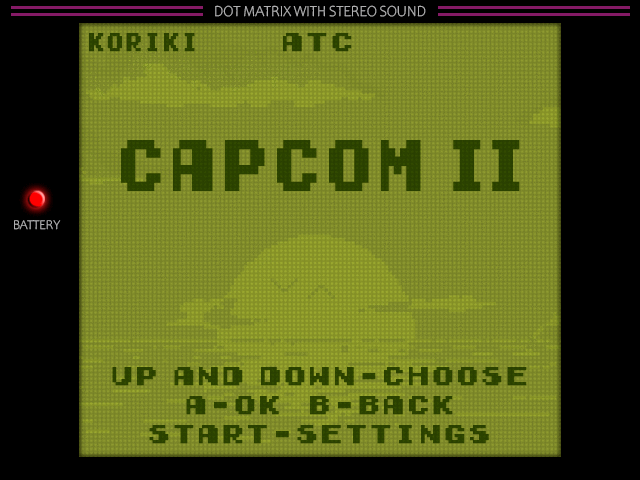 DOT MATRIX WITH STEREO SOUND
KORIKI ATC
CAPCOM II
BATTERY
UP AND DOWN-CHOOSE
A-OK B-BACK
START-SETTINGS